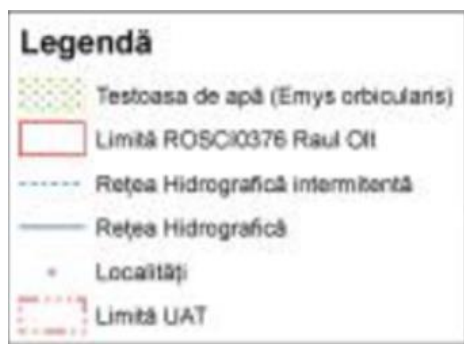 Legendă
Testoasa de apă (Emys orbicularis)
Limită ROSCI0376 Raul Olt
Rețea Hidrografică intermitentă
Rețea Hidrografică
Localități
Limită UAT